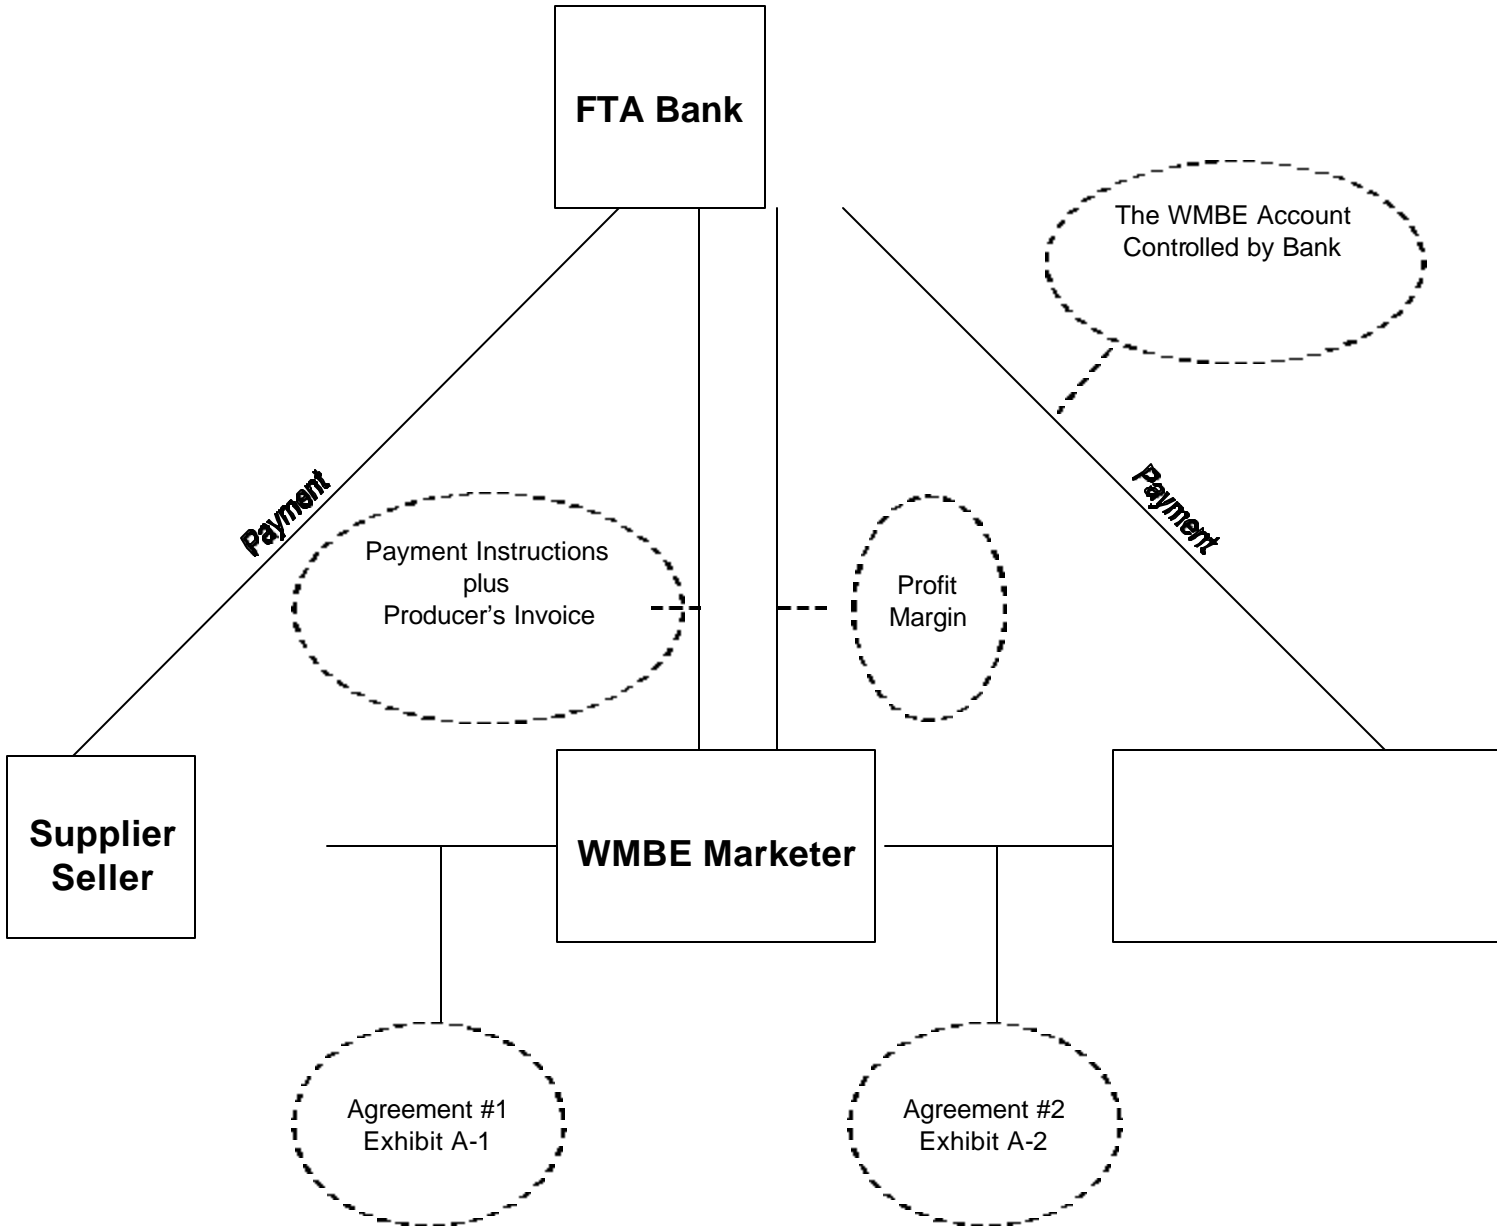 FTA Bank
The WMBE Account
Controlled by Bank
Payment
Payment
Payment Instructions
plus
Producer's Invoice
Profit
Margin
Supplier
Seller
WMBE Marketer
Agreement #1
Exhibit A-1
Agreement #2
Exhibit A-2